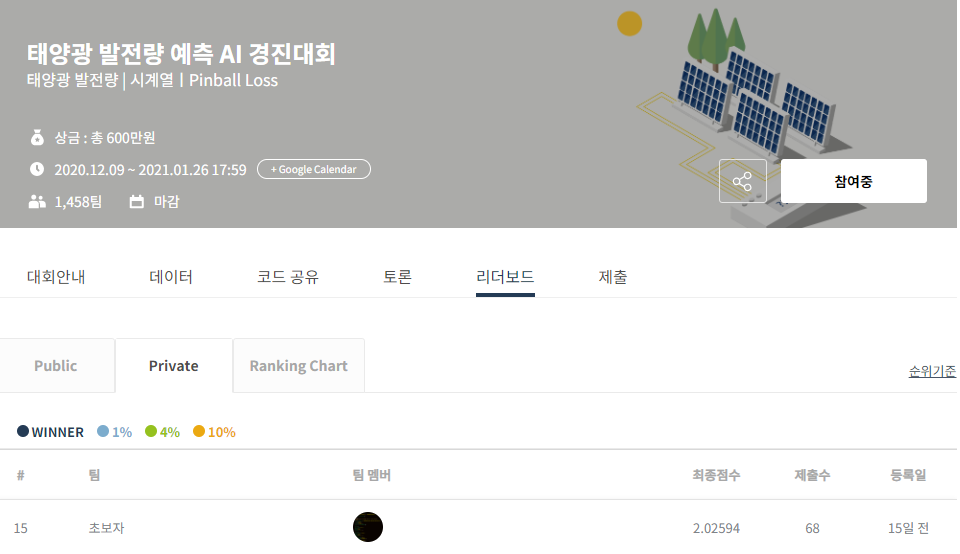 태양광 발전량 예측 AI 경진대회
태양광 발전량 | 시계열 | Pinball Loss
상금 : 총 600만원
2020.12.09 ~ 2021.01.26 17:59 + Google Calendar
1,458팀 마감
참여중
대회안내 데이터 코드 공유 토론 리더보드 제출
Public Private Ranking Chart
순위기준
WINNER 1% 4% 10%
# 팀 팀 멤버 최종점수 제출수 등록일
15 초보자 2.02594 68 15일 전